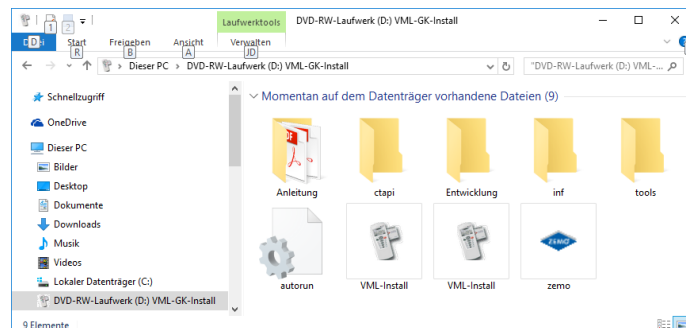 Laufwerktools DVD-RW-Laufwerk (D:) VML-GK-Install
1 2
Start Freigeben Ansicht Verwalten
D R B A JD
Dieser PC > DVD-RW-Laufwerk (D:) VML-GK-Install "DVD-RW-Laufwerk (D:) VML-...
Schnellzugriff
OneDrive
Dieser PC
Bilder
Desktop
Dokumente
Downloads
Musik
Videos
Lokaler Datenträger (C:)
DVD-RW-Laufwerk (D:) VML-GK-Install
Momentan auf dem Datenträger vorhandene Dateien (9)
Anleitung ctapi Entwicklung inf tools
autorun VML-Install VML-Install zemo
ZEMO
9 Elemente